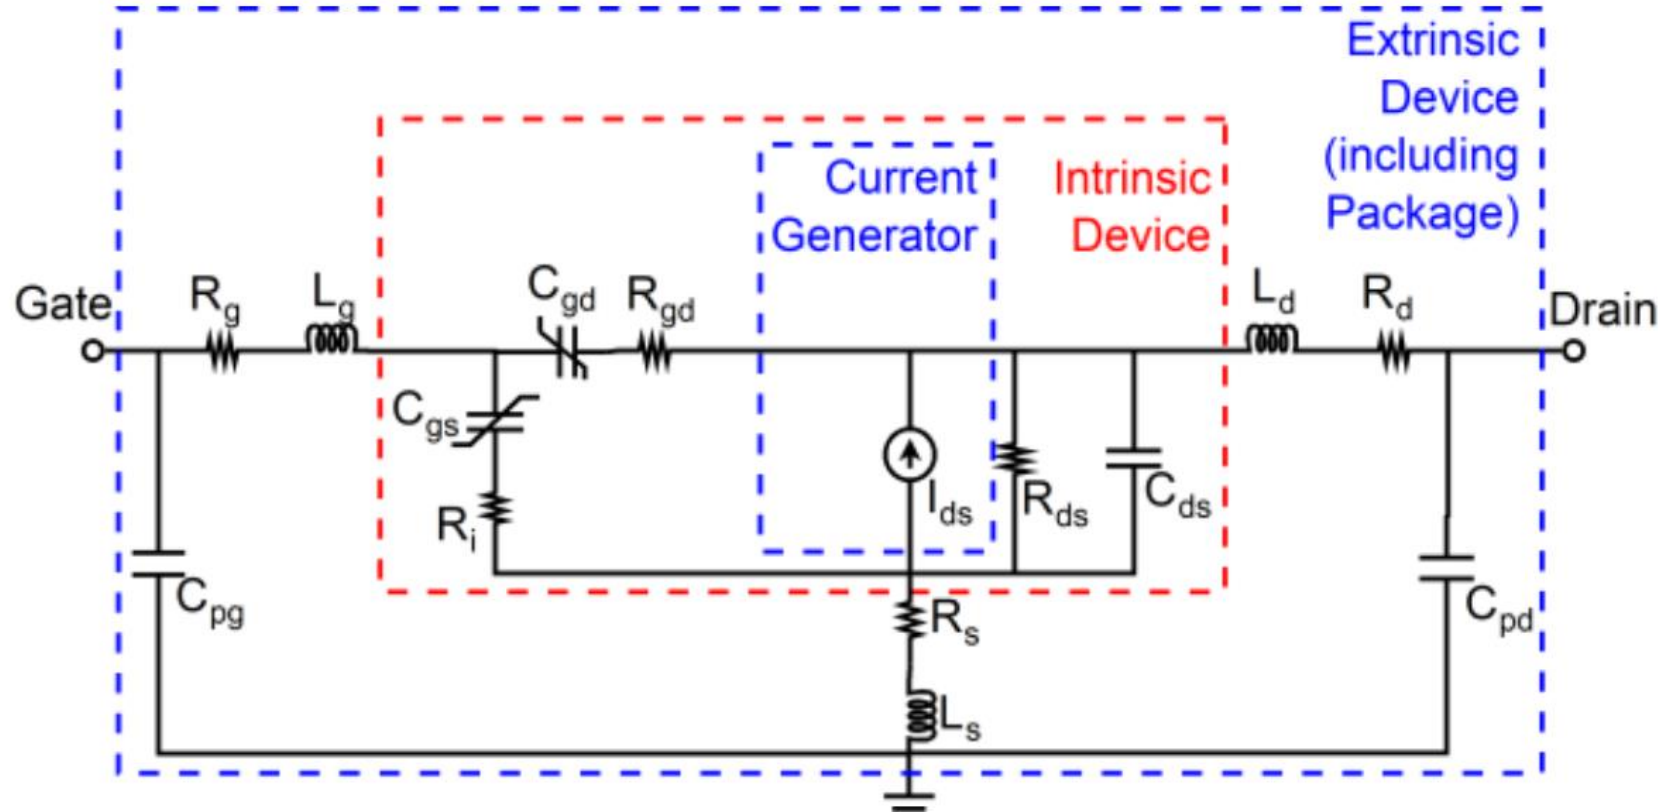 Extrinsic
Device
(including
Package)
Current
Generator
Intrinsic
Device
Gate
Rg
Lg
Cgd
Rgd
Ld
Rd
Drain
Cgs
Ri
Ids
Rds
Cds
Cpg
Rs
Ls
Cpd